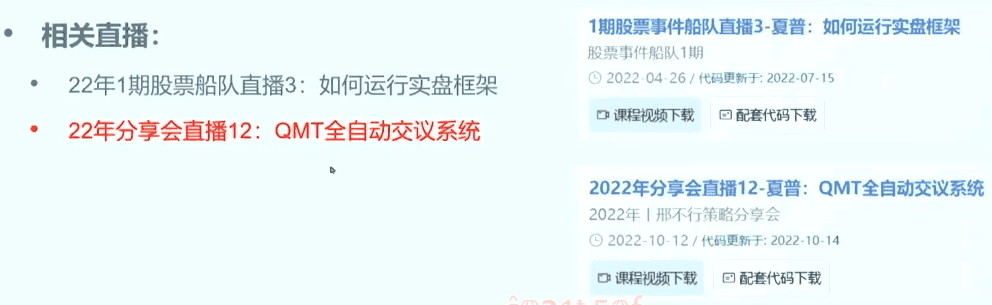 相关直播：
22年1期股票船队直播3：如何运行实盘框架
22年分享会直播12：QMT全自动交议系统
1期股票事件船队直播3-夏普：如何运行实盘框架
股票事件船队1期
2022-04-26 / 代码更新于: 2022-07-15
课程视频下载 配套代码下载
2022年分享会直播12-夏普：QMT全自动交议系统
2022年丨邢不行策略分享会
2022-10-12 / 代码更新于: 2022-10-14
课程视频下载 配套代码下载